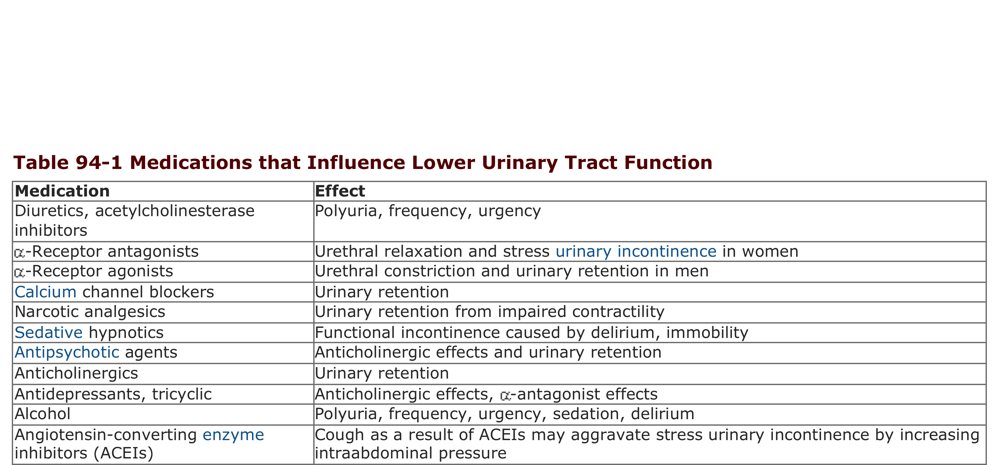 Table 94-1 Medications that Influence Lower Urinary Tract Function
Medication Effect
Diuretics, acetylcholinesterase Polyuria, frequency, urgency
inhibitors
α-Receptor antagonists Urethral relaxation and stress urinary incontinence in women
α-Receptor agonists Urethral constriction and urinary retention in men
Calcium channel blockers Urinary retention
Narcotic analgesics Urinary retention from impaired contractility
Sedative hypnotics Functional incontinence caused by delirium, immobility
Antipsychotic agents Anticholinergic effects and urinary retention
Anticholinergics Urinary retention
Antidepressants, tricyclic Anticholinergic effects, α-antagonist effects
Alcohol Polyuria, frequency, urgency, sedation, delirium
Angiotensin-converting enzyme Cough as a result of ACEIs may aggravate stress urinary incontinence by increasing
inhibitors (ACEIs) intraabdominal pressure